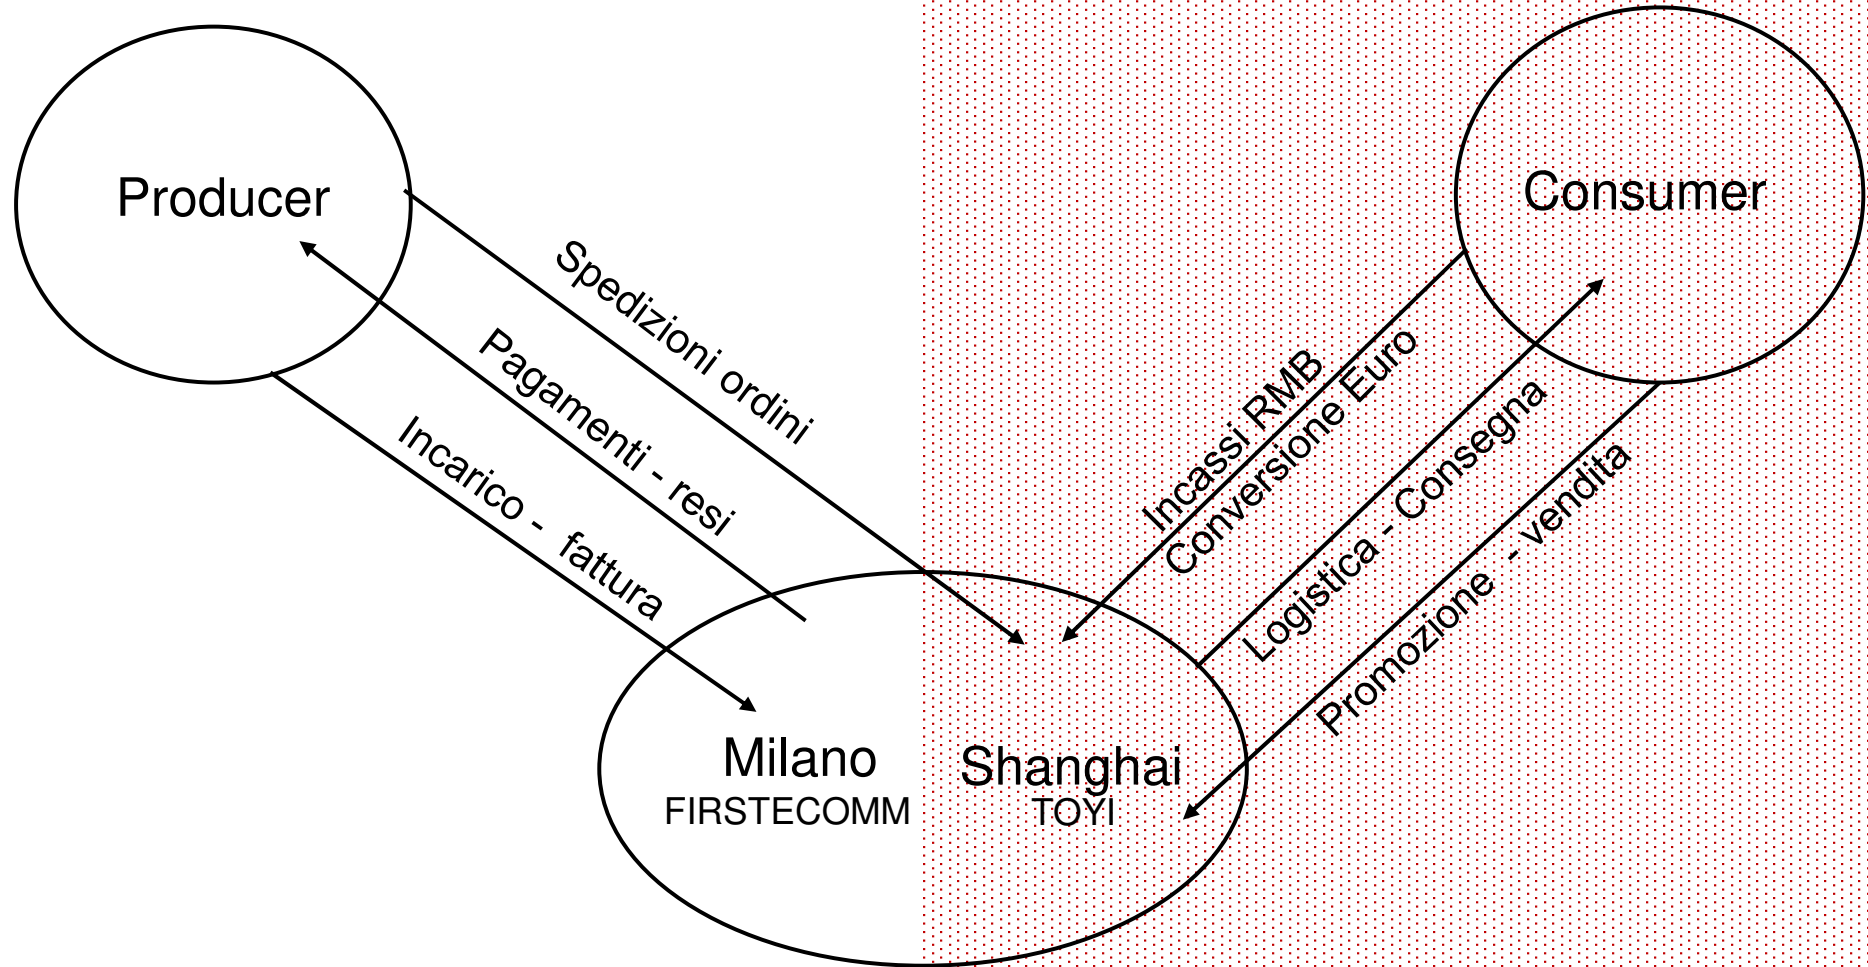 Producer
Consumer
Spedizioni ordini
Pagamenti - resi
Incarico - fattura
Incassi RMB
Conversione Euro
Logistica - Consegna
Promozione - vendita
Milano
FIRSTECOMM
Shanghai
TOYI